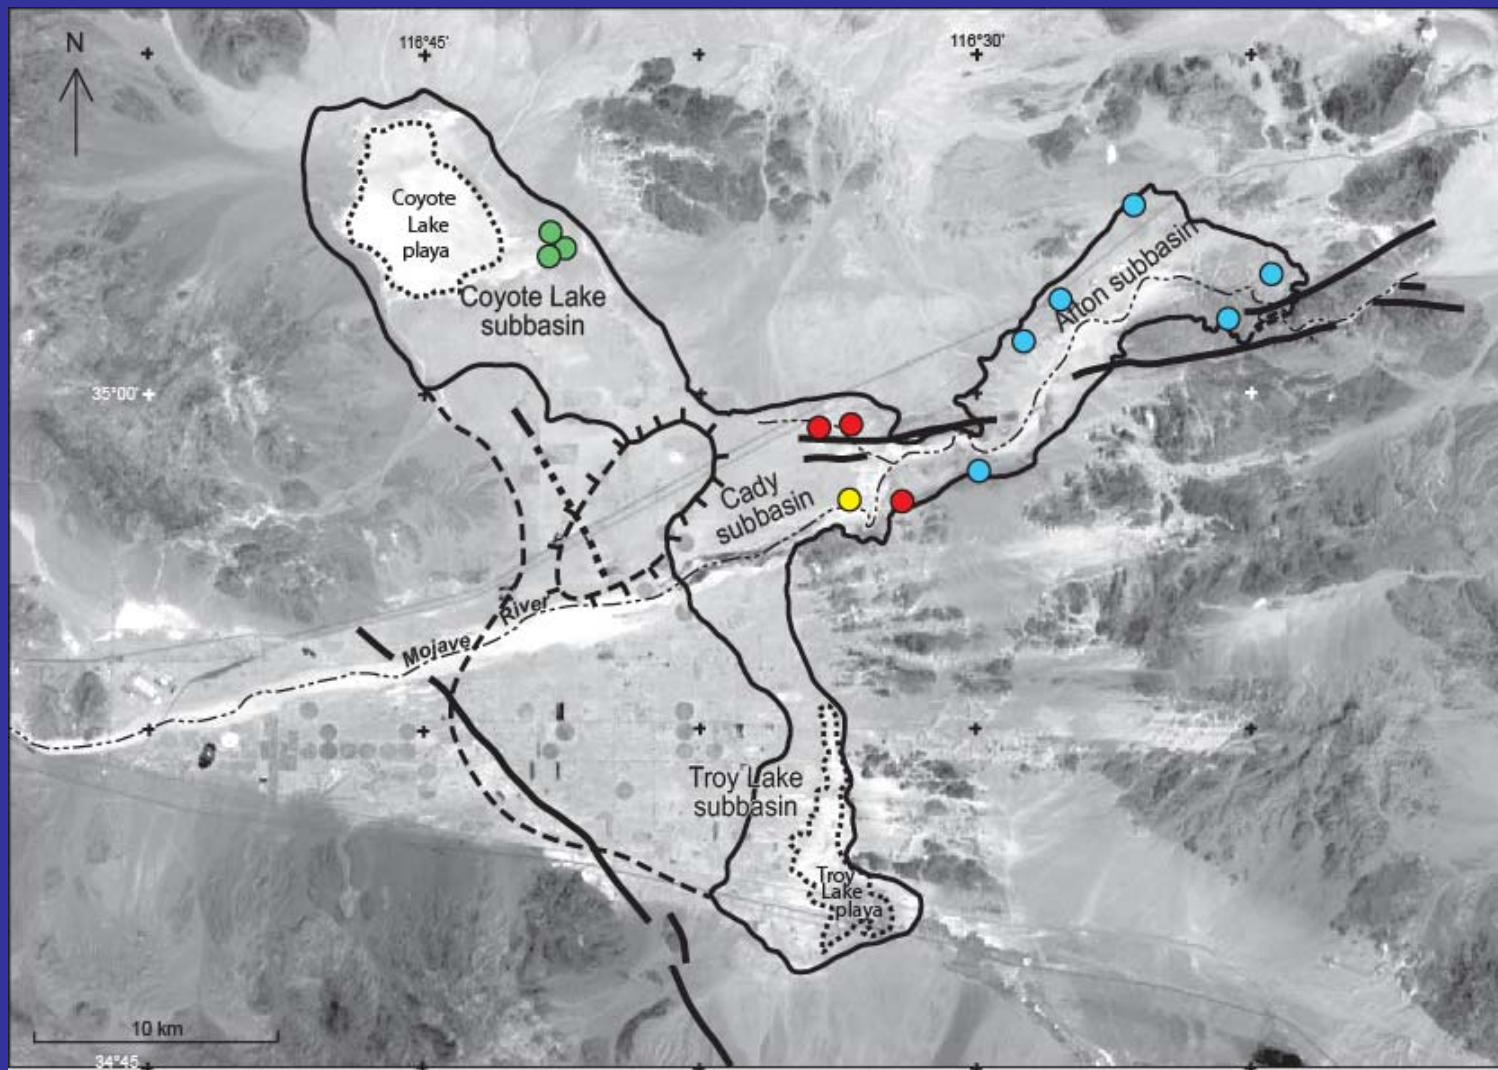 N
116°45'
116°30'
Coyote
Lake
playa
Afton subbasin
Coyote Lake
subbasin
35°00'
Cady
subbasin
Mojave River
Troy Lake
subbasin
Troy
Lake
playa
10 km
34°45